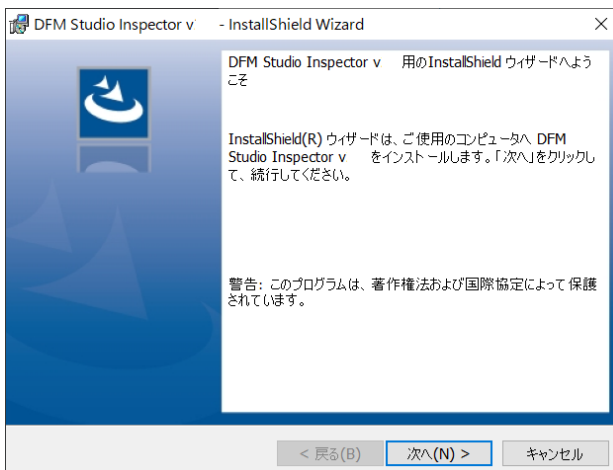 DFM Studio Inspector v - InstallShield Wizard
DFM Studio Inspector v 用のInstallShield ウィザードへよう
こそ
InstallShield(R) ウィザードは、ご使用のコンピュータへ DFM
Studio Inspector v をインストールします。「次へ」をクリックし
て、続行してください。
警告: このプログラムは、著作権法および国際協定によって保護
されています。
< 戻る(B) 次へ(N) > キャンセル